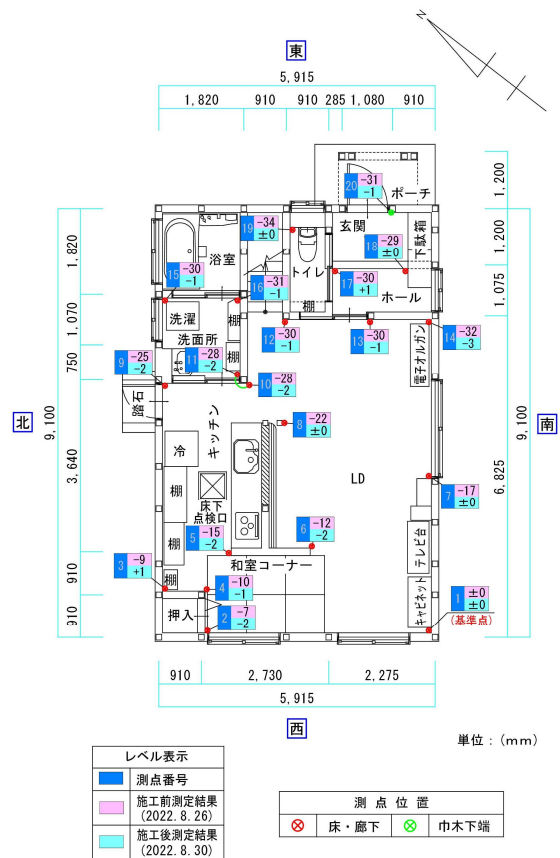 N
東
5,915
1,820 910 910 285 1,080 910
1,200
1,200
1,075
6,825
9,100
南
1,820
1,070
750
3,640
910
910
9,100
北
20 -31 -1
ポーチ
19 -34 ±0
玄関
下駄箱
18 -29 ±0
浴室
トイレ
15 -30 -1
16 -31 -1
17 -30 +1
ホール
棚
洗濯
棚
洗面所
棚
12 -30 -1
13 -30 -1
14 -32 -3
電子オルガン
9 -25 -2
11 -28 -2
10 -28 -2
踏石
キッチン
8 -22 ±0
冷
LD
棚
床下
点検口
7 -17 ±0
棚
5 -15 -2
6 -12 -2
テレビ台
3 -9 +1
棚
和室コーナー
4 -10 -1
キャビネット
1 ±0 ±0
(基準点)
押入
2 -7 -2
910 2,730 2,275
5,915
西
単位：(mm)
レベル表示
測点番号
施工前測定結果
(2022.8.26)
施工後測定結果
(2022.8.30)
測点位置
床・廊下 巾木下端